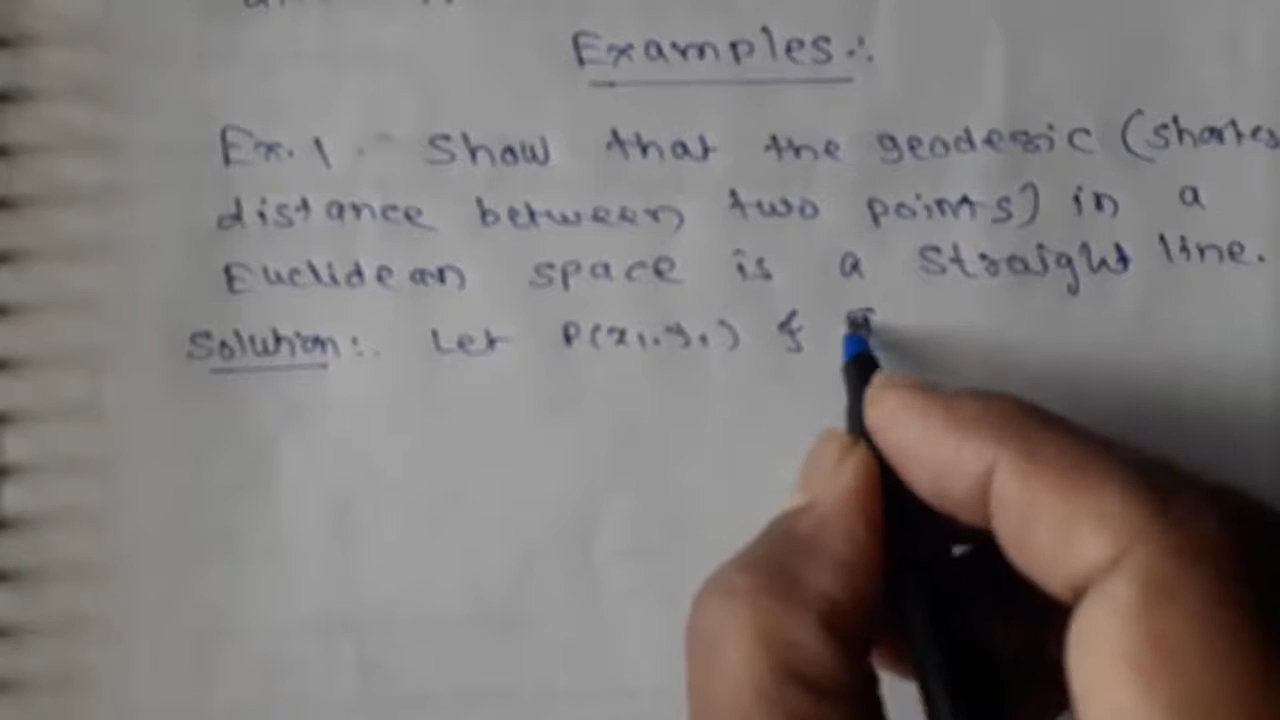 Examples :
Ex. 1. Show that the geodesic (shortes
distance between two points) in a
Euclidean space is a straight line.
Solution :. Let P(x₁, y₁) &